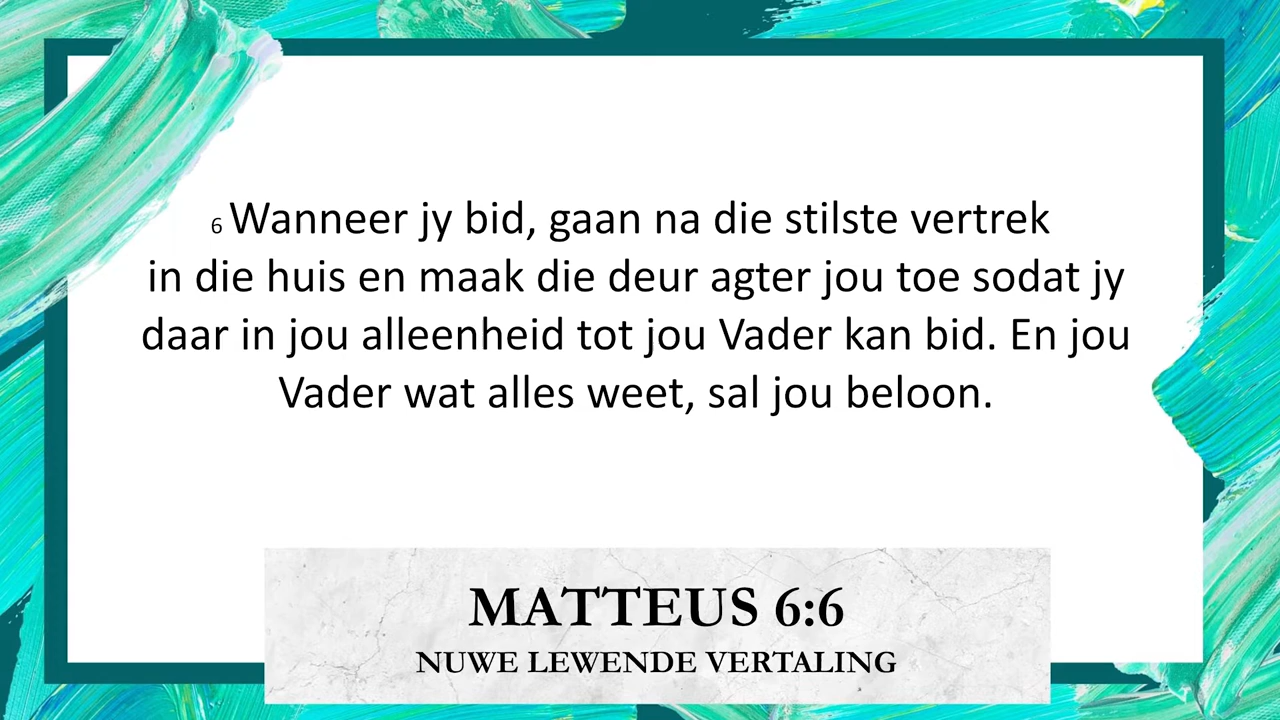 6 Wanneer jy bid, gaan na die stilste vertrek
in die huis en maak die deur agter jou toe sodat jy
daar in jou alleenheid tot jou Vader kan bid. En jou
Vader wat alles weet, sal jou beloon.
MATTEUS 6:6
NUWE LEWENDE VERTALING